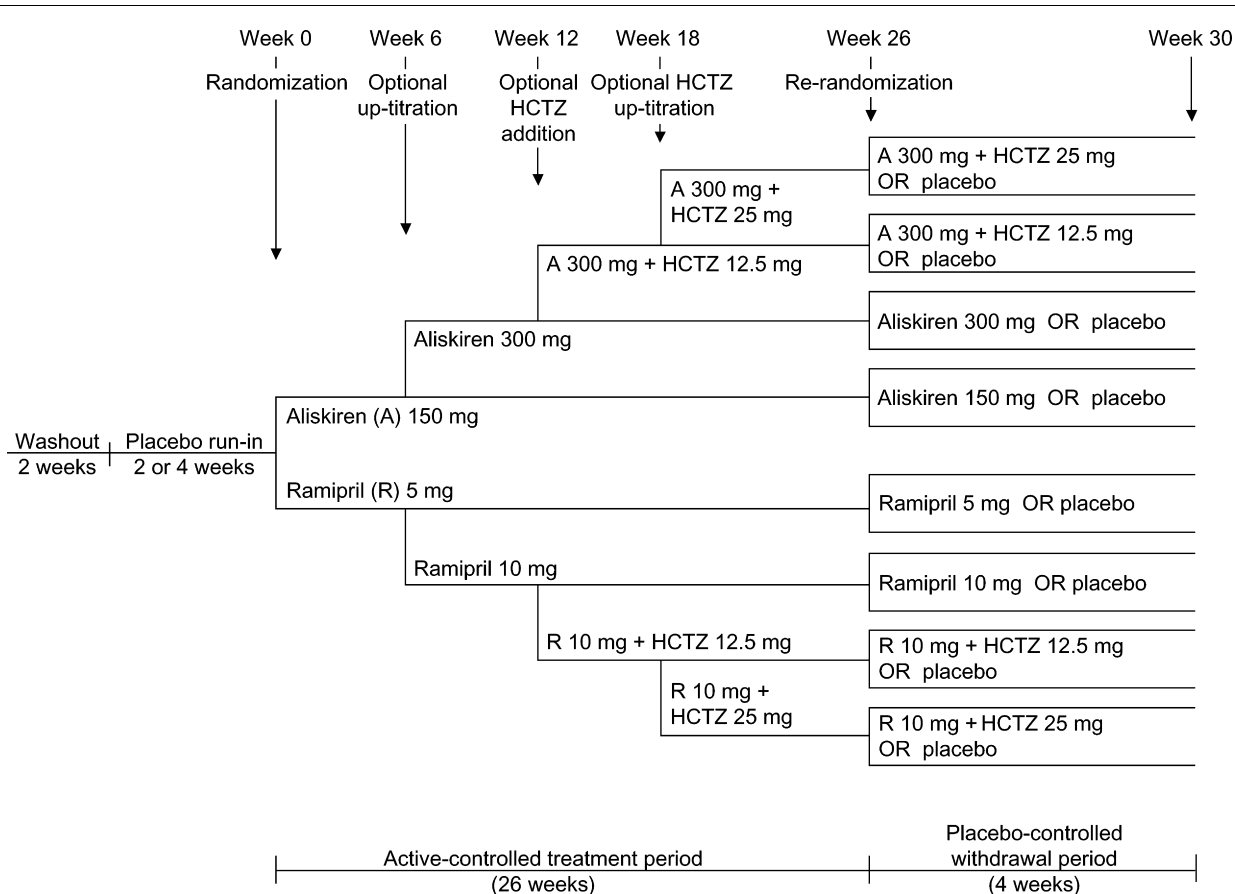 Week 0
Week 6
Week 12
Week 18
Week 26
Week 30
Randomization
Optional
up-titration
Optional
HCTZ
addition
Optional HCTZ
up-titration
Re-randomization
A 300 mg + HCTZ 25 mg
OR placebo
A 300 mg +
HCTZ 25 mg
A 300 mg + HCTZ 12.5 mg
OR placebo
A 300 mg + HCTZ 12.5 mg
Aliskiren 300 mg OR placebo
Aliskiren 300 mg
Aliskiren 150 mg OR placebo
Aliskiren (A) 150 mg
Washout
2 weeks
Placebo run-in
2 or 4 weeks
Ramipril (R) 5 mg
Ramipril 5 mg OR placebo
Ramipril 10 mg
Ramipril 10 mg OR placebo
R 10 mg + HCTZ 12.5 mg
R 10 mg + HCTZ 12.5 mg
OR placebo
R 10 mg +
HCTZ 25 mg
R 10 mg + HCTZ 25 mg
OR placebo
Active-controlled treatment period
(26 weeks)
Placebo-controlled
withdrawal period
(4 weeks)